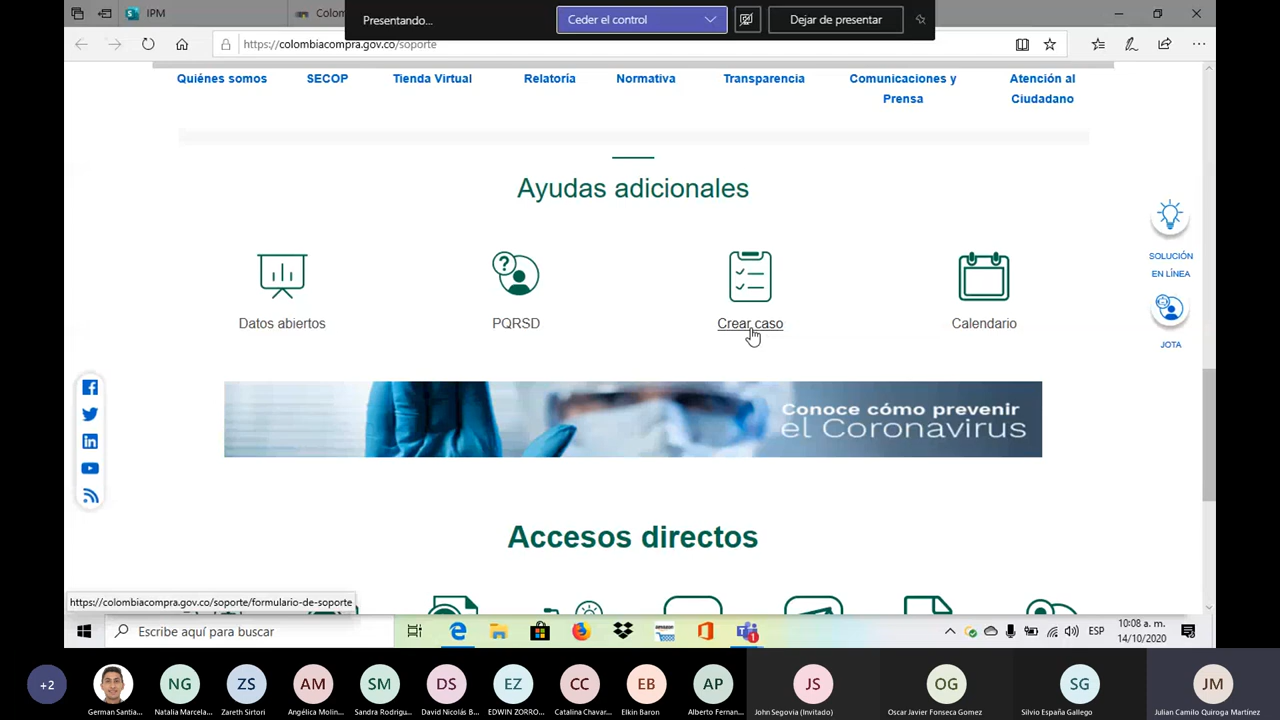 IPM
Colom
Presentando...
Ceder el control
Dejar de presentar
https://colombiacompra.gov.co/soporte
Quiénes somos
SECOP
Tienda Virtual
Relatoría
Normativa
Transparencia
Comunicaciones y
Prensa
Atención al
Ciudadano
Ayudas adicionales
Datos abiertos
PQRSD
Crear caso
Calendario
SOLUCIÓN
EN LÍNEA
JOTA
Conoce cómo prevenir
el Coronavirus
Accesos directos
https://colombiacompra.gov.co/soporte/formulario-de-soporte
Escribe aquí para buscar
ESP
10:08 a. m.
14/10/2020
+2
NG
ZS
AM
SM
DS
EZ
CC
EB
AP
JS
OG
SG
JM
German Santia...
Natalia Marcela...
Zareth Sirtori
Angélica Molin...
Sandra Rodrigu...
David Nicolás B...
EDWIN ZORRO...
Catalina Chavar...
Elkin Baron
Alberto Fernan...
John Segovia (Invitado)
Oscar Javier Fonseca Gomez
Silvio España Gallego
Julian Camilo Quiroga Martínez